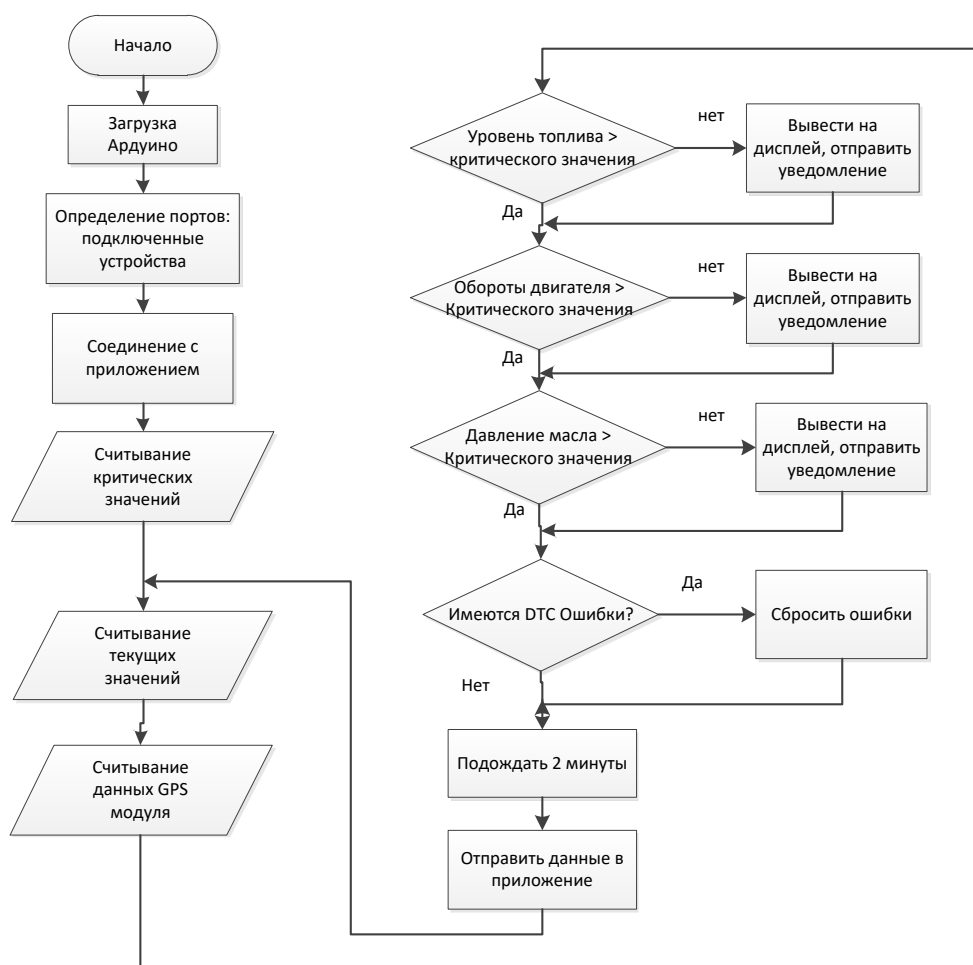 Начало
Загрузка
Ардуино
Определение портов:
подключенные
устройства
Соединение с
приложением
Считывание
критических
значений
Считывание
текущих
значений
Считывание
данных GPS
модуля
Уровень топлива >
критического значения
нет
Вывести на
дисплей, отправить
уведомление
Да
Обороты двигателя >
Критического значения
нет
Вывести на
дисплей, отправить
уведомление
Да
Давление масла >
Критического значения
нет
Вывести на
дисплей, отправить
уведомление
Да
Имеются DTC Ошибки?
Да
Сбросить ошибки
Нет
Подождать 2 минуты
Отправить данные в
приложение